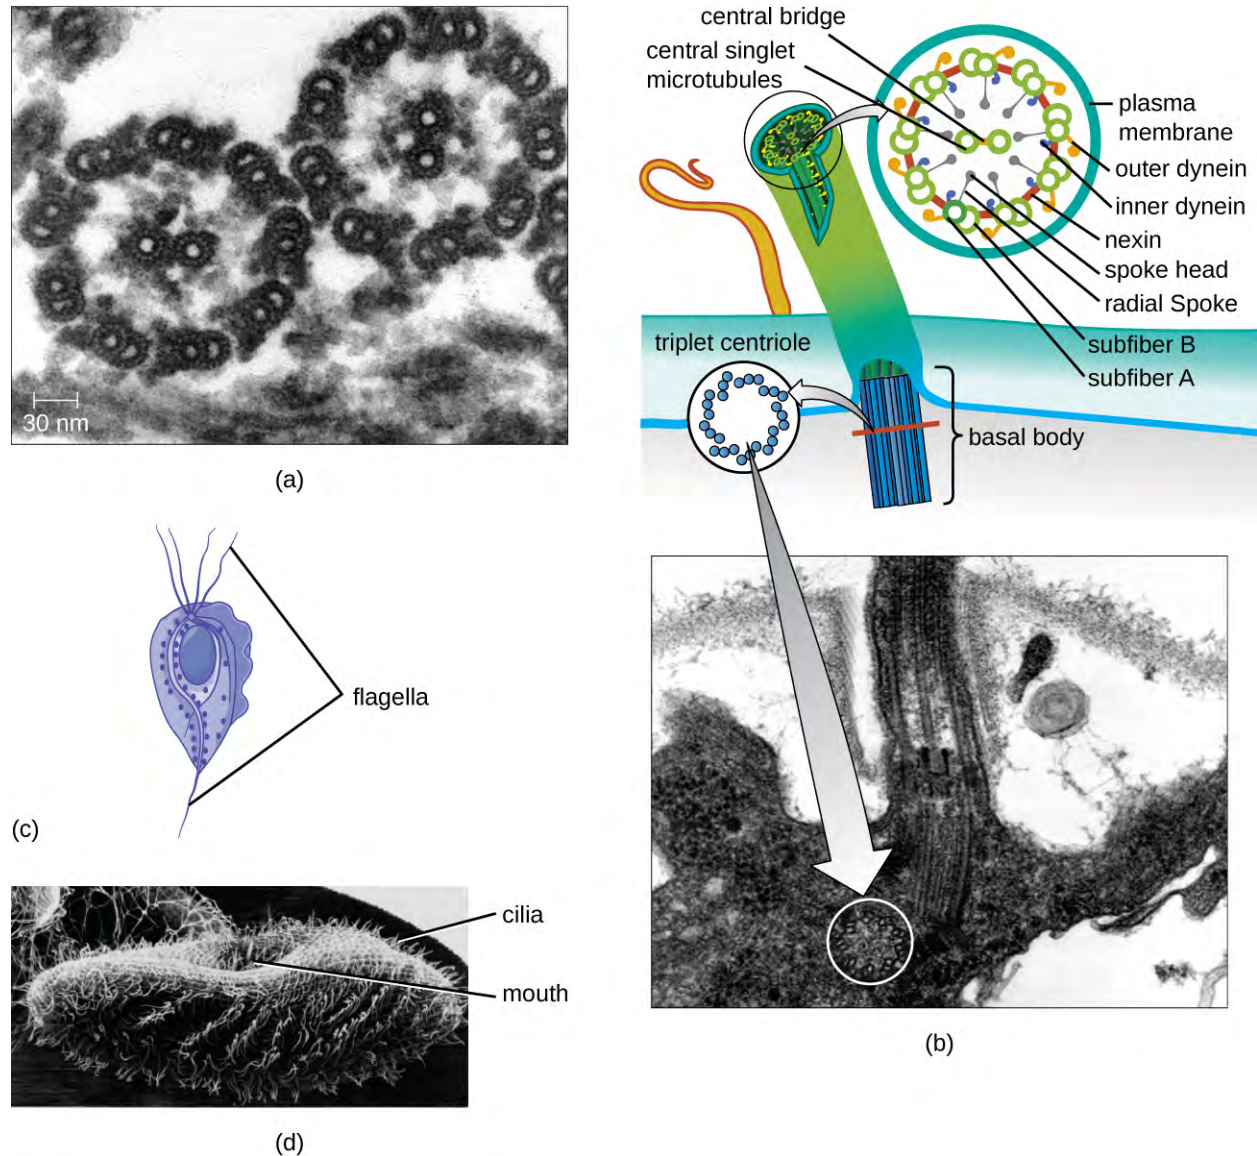 30 nm
(a)
central bridge
central singlet
microtubules
plasma
membrane
outer dynein
inner dynein
nexin
spoke head
radial Spoke
subfiber B
subfiber A
triplet centriole
basal body
(b)
flagella
(c)
cilia
mouth
(d)